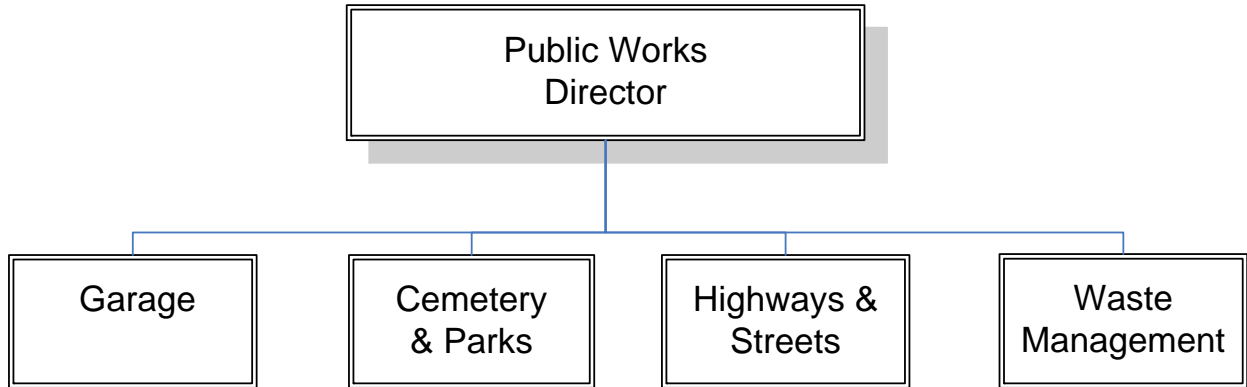 Public Works
Director
Garage
Cemetery
& Parks
Highways &
Streets
Waste
Management